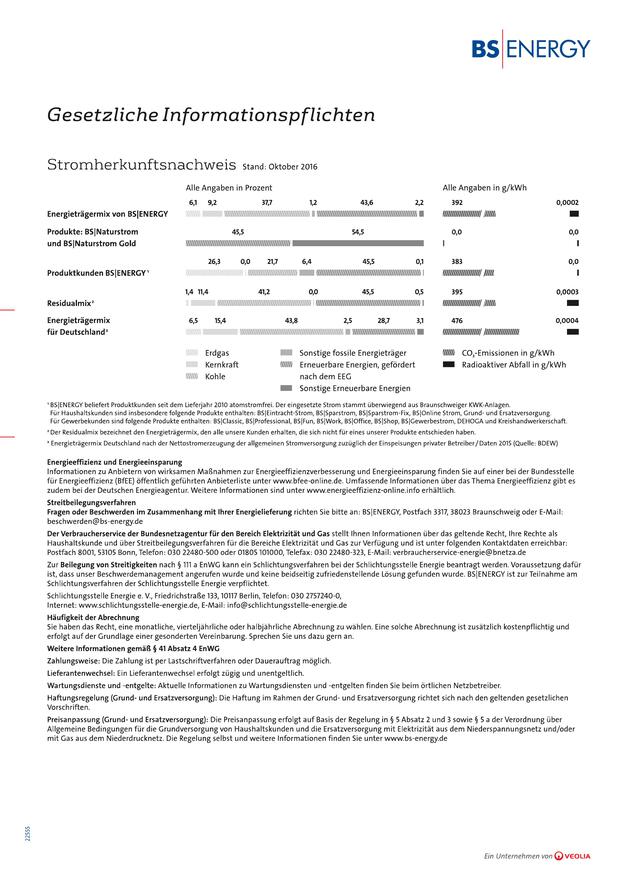 BS|ENERGY
Gesetzliche Informationspflichten
Stromherkunftsnachweis Stand: Oktober 2016
Alle Angaben in Prozent Alle Angaben in g/kWh
6,1 9,2 37,7 1,2 43,6 2,2 392 0,0002
Energieträgermix von BS|ENERGY
Produkte: BS|Naturstrom 45,5 54,5 0,0 0,0
und BS|Naturstrom Gold
26,3 0,0 21,7 6,4 45,5 0,1 383 0,0
Produktkunden BS|ENERGY ¹
1,4 11,4 41,2 0,0 45,5 0,5 395 0,0003
Residualmix²
Energieträgermix 6,5 15,4 43,8 2,5 28,7 3,1 476 0,0004
für Deutschland³
Erdgas Sonstige fossile Energieträger CO₂-Emissionen in g/kWh
Kernkraft Erneuerbare Energien, gefördert Radioaktiver Abfall in g/kWh
Kohle nach dem EEG
Sonstige Erneuerbare Energien
¹ BS|ENERGY beliefert Produktkunden seit dem Lieferjahr 2010 atomstromfrei. Der eingesetzte Strom stammt überwiegend aus Braunschweiger KWK-Anlagen.
Für Haushaltskunden sind insbesondere folgende Produkte enthalten: BS|Eintracht-Strom, BS|Sparstrom, BS|Sparstrom-Fix, BS|Online Strom, Grund- und Ersatzversorgung.
Für Gewerbekunden sind folgende Produkte enthalten: BS|Classic, BS|Professional, BS|Fun, BS|Work, BS|Office, BS|Shop, BS|Gewerbestrom, DEHOGA und Kreishandwerkerschaft.
² Der Residualmix bezeichnet den Energieträgermix, den alle unsere Kunden erhalten, die sich nicht für eines unserer Produkte entschieden haben.
³ Energieträgermix Deutschland nach der Nettostromerzeugung der allgemeinen Stromversorgung zuzüglich der Einspeisungen privater Betreiber / Daten 2015 (Quelle: BDEW)
Energieeffizienz und Energieeinsparung
Informationen zu Anbietern von wirksamen Maßnahmen zur Energieeffizienzverbesserung und Energieeinsparung finden Sie auf einer bei der Bundesstelle
für Energieeffizienz (BfEE) öffentlich geführten Anbieterliste unter www.bfee-online.de. Umfassende Informationen über das Thema Energieeffizienz gibt es
zudem bei der Deutschen Energieagentur. Weitere Informationen sind unter www.energieeffizienz-online.info erhältlich.
Streitbeilegungsverfahren
Fragen oder Beschwerden im Zusammenhang mit Ihrer Energielieferung richten Sie bitte an: BS|ENERGY, Postfach 3317, 38023 Braunschweig oder E-Mail:
beschwerden@bs-energy.de
Der Verbraucherservice der Bundesnetzagentur für den Bereich Elektrizität und Gas stellt Ihnen Informationen über das geltende Recht, Ihre Rechte als
Haushaltskunde und über Streitbeilegungsverfahren für die Bereiche Elektrizität und Gas zur Verfügung und ist unter folgenden Kontaktdaten erreichbar:
Postfach 8001, 53105 Bonn, Telefon: 030 22480-500 oder 01805 101000, Telefax: 030 22480-323, E-Mail: verbraucherservice-energie@bnetza.de
Zur Beilegung von Streitigkeiten nach § 111 a EnWG kann ein Schlichtungsverfahren bei der Schlichtungsstelle Energie beantragt werden. Voraussetzung dafür
ist, dass unser Beschwerdemanagement angerufen wurde und keine beidseitig zufriedenstellende Lösung gefunden wurde. BS|ENERGY ist zur Teilnahme am
Schlichtungsverfahren der Schlichtungsstelle Energie verpflichtet.
Schlichtungsstelle Energie e. V., Friedrichstraße 133, 10117 Berlin, Telefon: 030 2757240-0,
Internet: www.schlichtungsstelle-energie.de, E-Mail: info@schlichtungsstelle-energie.de
Häufigkeit der Abrechnung
Sie haben das Recht, eine monatliche, vierteljährliche oder halbjährliche Abrechnung zu wählen. Eine solche Abrechnung ist zusätzlich kostenpflichtig und
erfolgt auf der Grundlage einer gesonderten Vereinbarung. Sprechen Sie uns dazu gern an.
Weitere Informationen gemäß § 41 Absatz 4 EnWG
Zahlungsweise: Die Zahlung ist per Lastschriftverfahren oder Dauerauftrag möglich.
Lieferantenwechsel: Ein Lieferantenwechsel erfolgt zügig und unentgeltlich.
Wartungsdienste und -entgelte: Aktuelle Informationen zu Wartungsdiensten und -entgelten finden Sie beim örtlichen Netzbetreiber.
Haftungsregelung (Grund- und Ersatzversorgung): Die Haftung im Rahmen der Grund- und Ersatzversorgung richtet sich nach den geltenden gesetzlichen
Vorschriften.
Preisanpassung (Grund- und Ersatzversorgung): Die Preisanpassung erfolgt auf Basis der Regelung in § 5 Absatz 2 und 3 sowie § 5 a der Verordnung über
Allgemeine Bedingungen für die Grundversorgung von Haushaltskunden und die Ersatzversorgung mit Elektrizität aus dem Niederspannungsnetz und/oder
mit Gas aus dem Niederdrucknetz. Die Regelung selbst und weitere Informationen finden Sie unter www.bs-energy.de
22555
Ein Unternehmen von VEOLIA